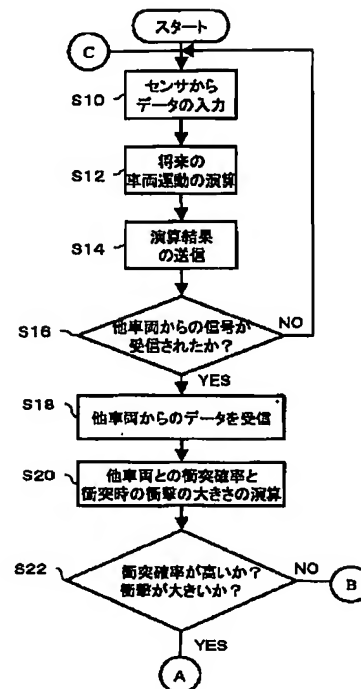 スタート
C
S10
センサから
データの入力
S12
将来の
車両運動の演算
S14
演算結果
の送信
S16
他車両からの信号が
受信されたか?
NO
YES
S18
他車両からのデータを受信
S20
他車両との衝突確率と
衝突時の衝撃の大きさの演算
S22
衝突確率が高いか?
衝撃が大きいか?
NO
B
YES
A